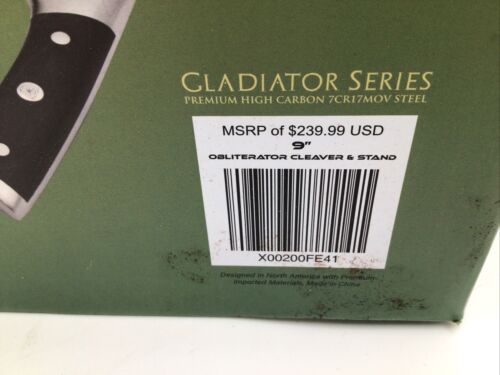 GLADIATOR SERIES
PREMIUM HIGH CARBON 7CR17MOV STEEL
MSRP of $239.99 USD
9"
OBLITERATOR CLEAVER & STAND
X00200FE41
Designed in North America with Premium
Imported Materials, Made in China